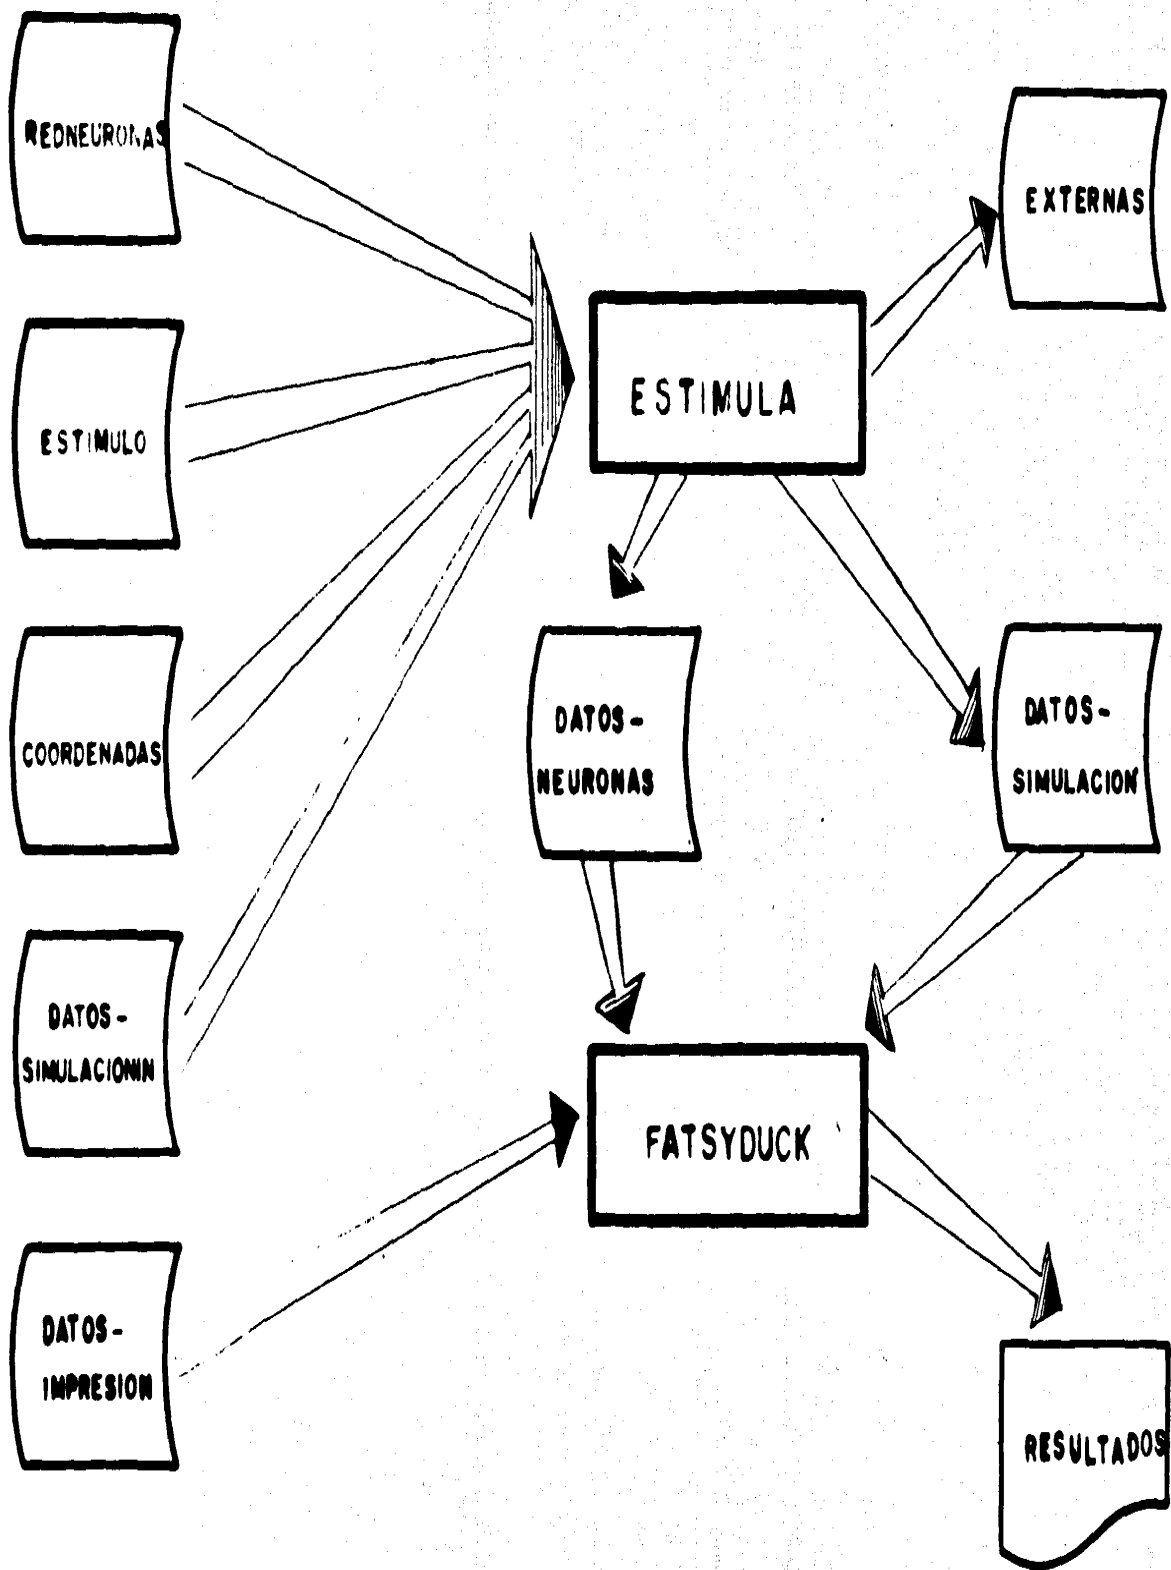 REDNEURONAS
EXTERNAS
ESTIMULA
ESTIMULO
DATOS-
NEURONAS
DATOS-
SIMULACION
COORDENADAS
DATOS-
SIMULACIONIN
FATSYDUCK
DATOS-
IMPRESION
RESULTADOS